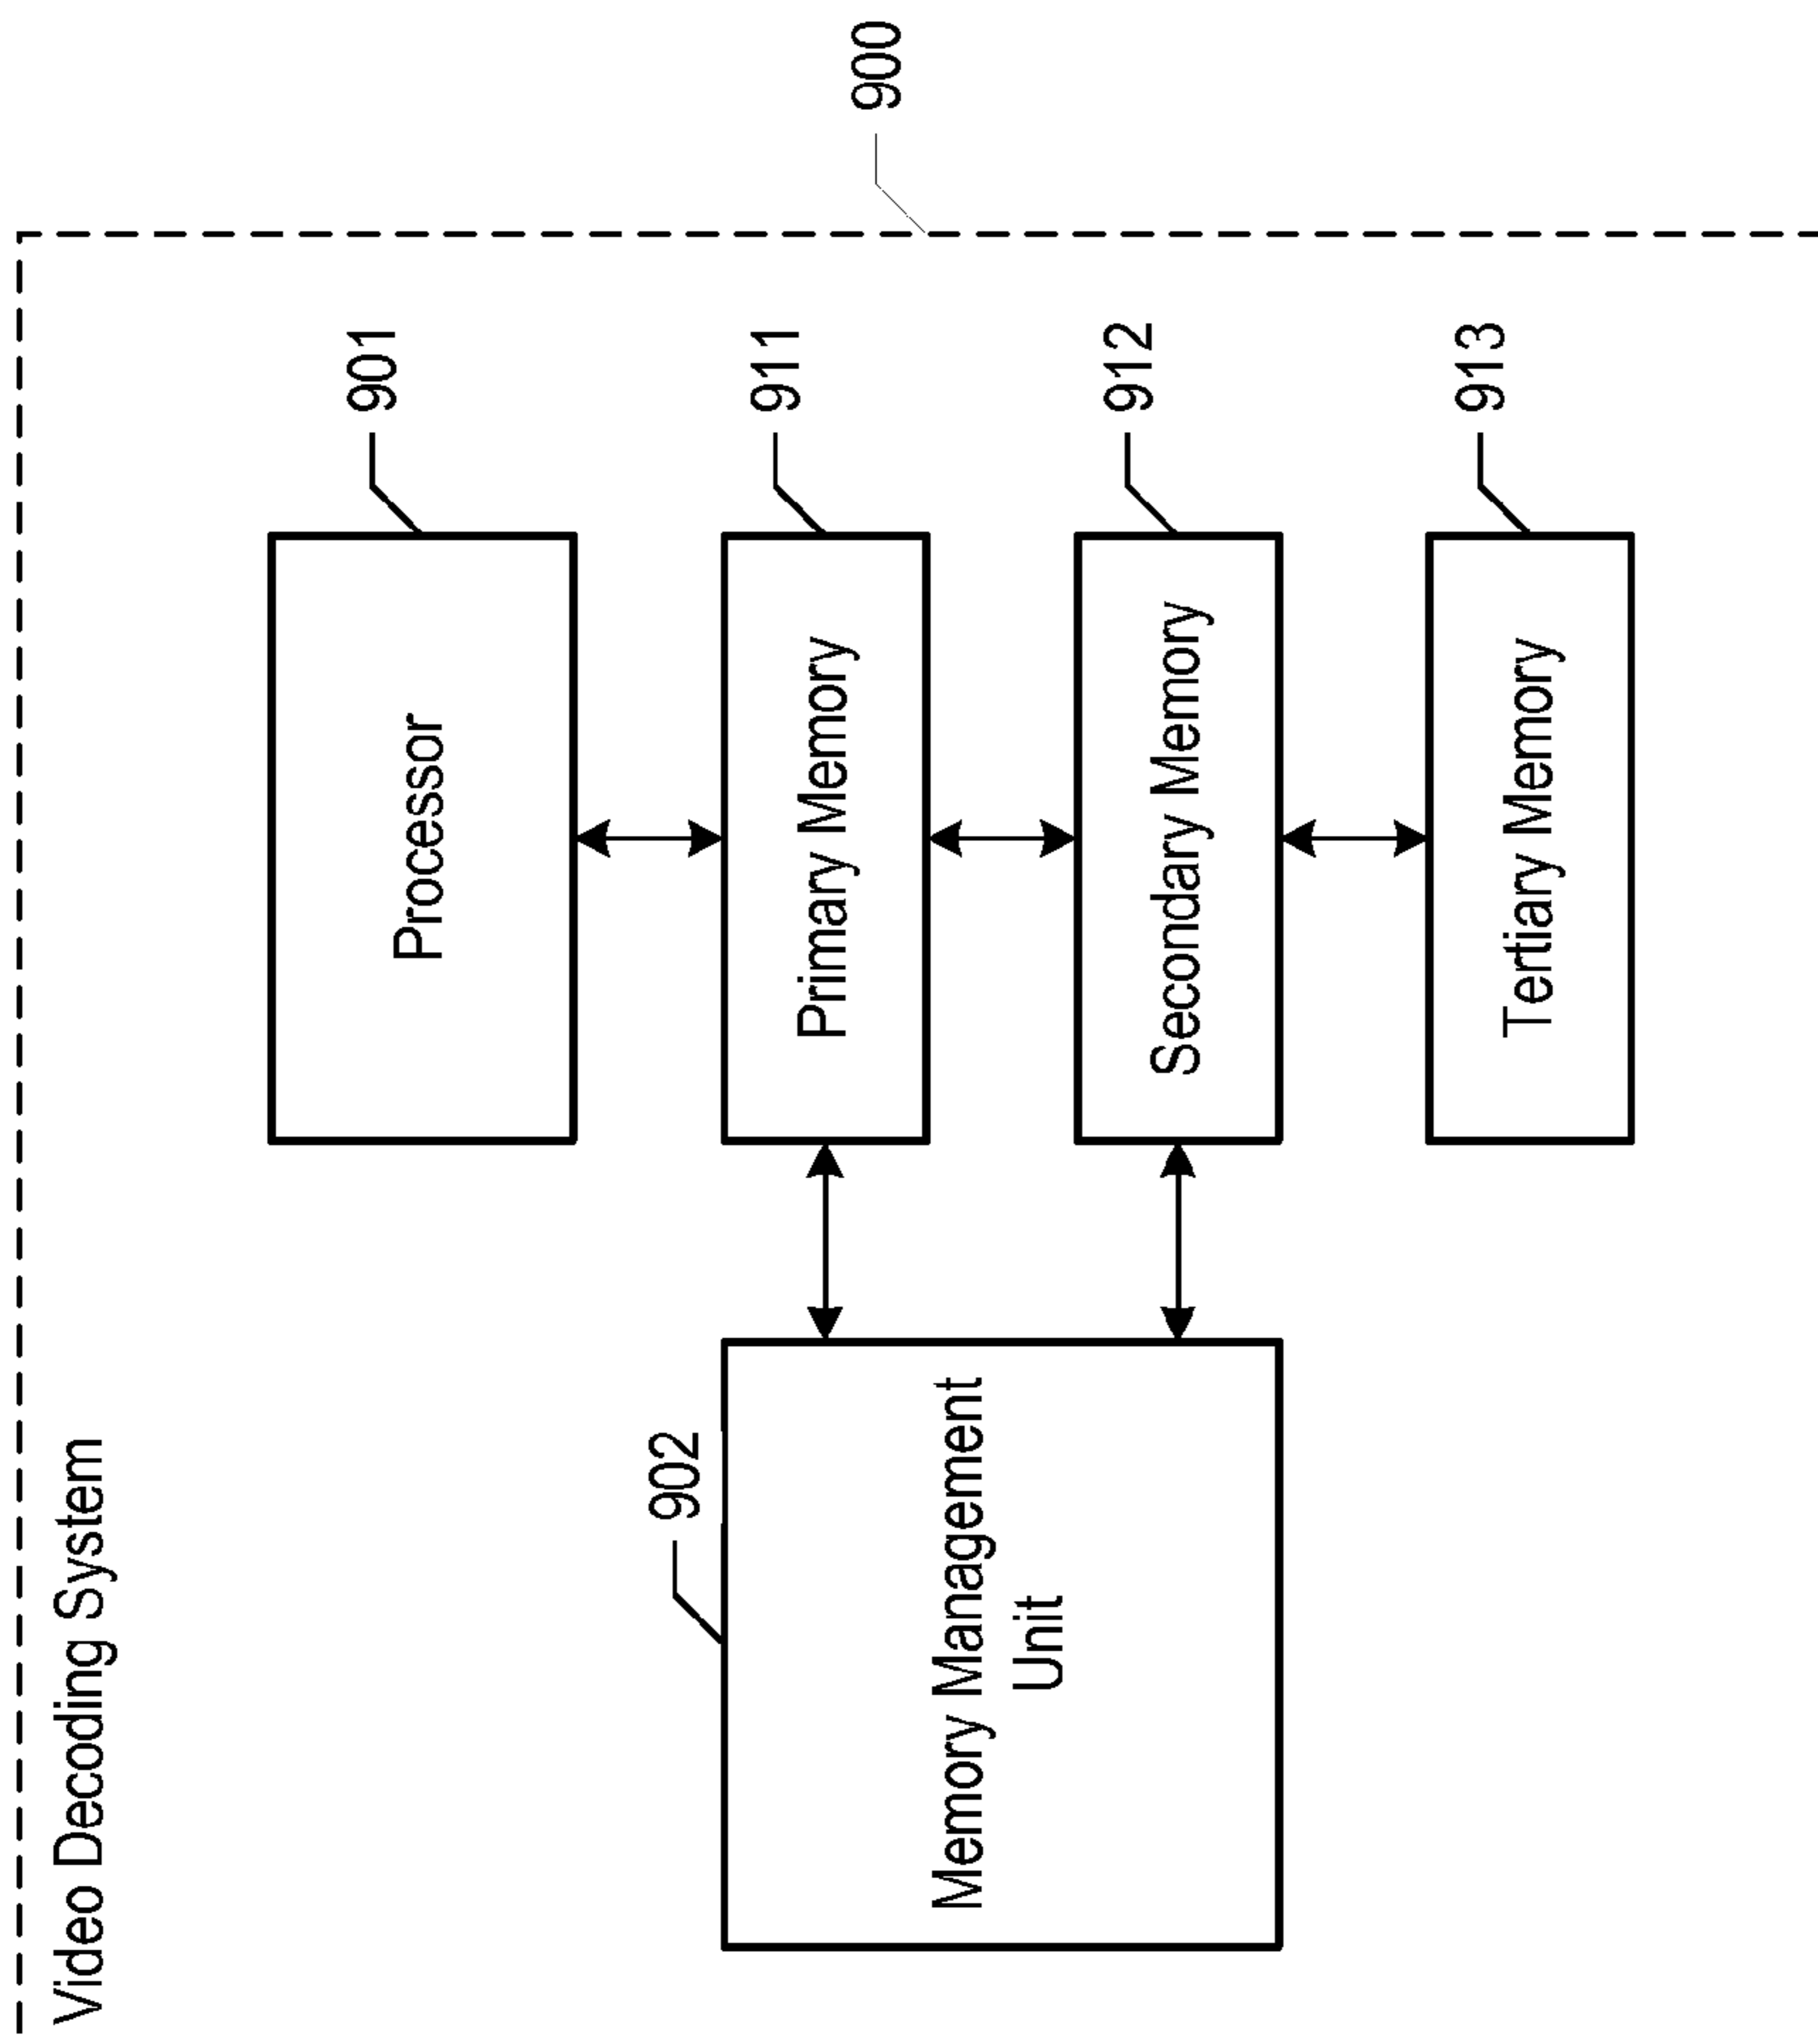 Video Decoding System
900
901
Processor
911
Primary Memory
902
Memory Management
Unit
912
Secondary Memory
913
Tertiary Memory